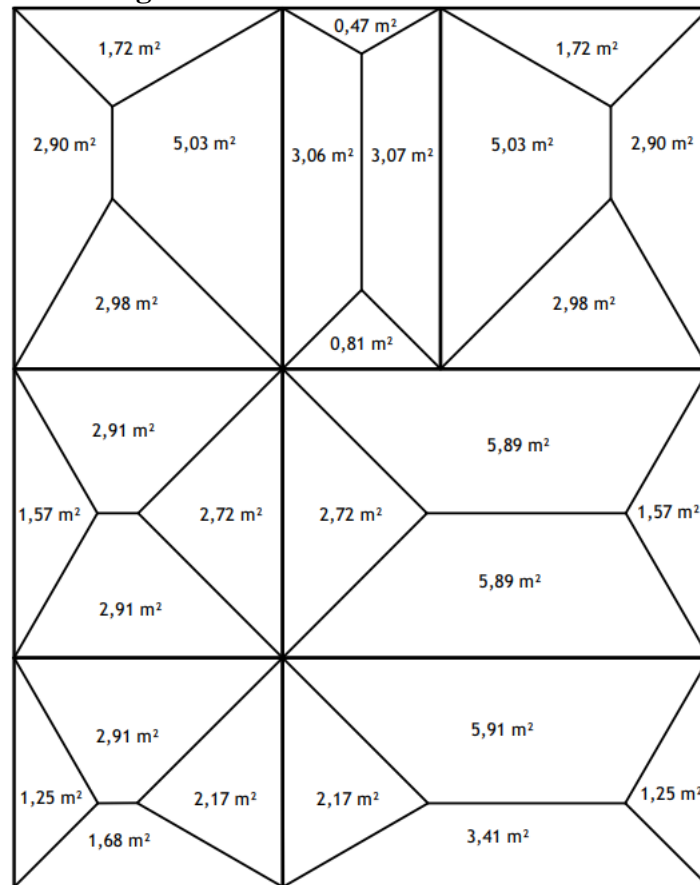 0,47 m²
1,72 m²
1,72 m²
2,90 m²
5,03 m²
3,06 m²
3,07 m²
5,03 m²
2,90 m²
2,98 m²
2,98 m²
0,81 m²
2,91 m²
5,89 m²
1,57 m²
2,72 m²
2,72 m²
1,57 m²
2,91 m²
5,89 m²
2,91 m²
5,91 m²
1,25 m²
2,17 m²
2,17 m²
1,25 m²
1,68 m²
3,41 m²